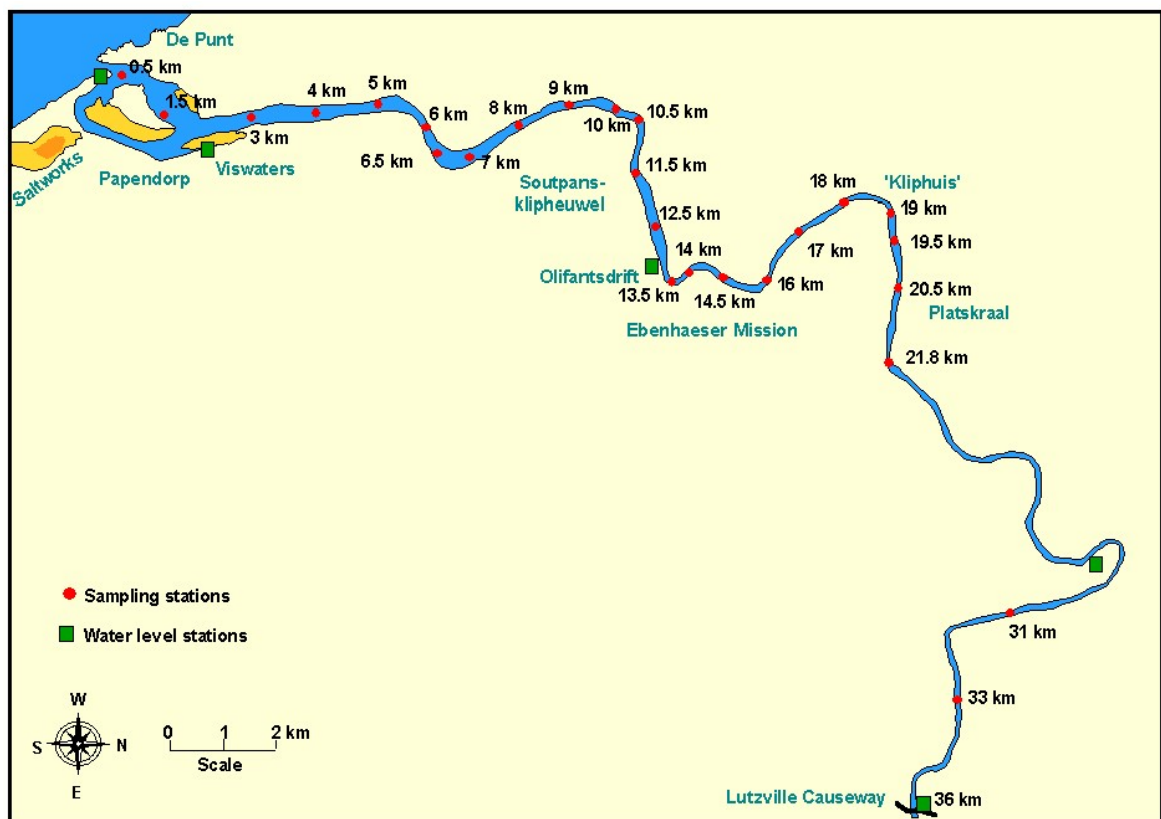 De Punt
0.5 km
1.5 km
3 km
4 km
5 km
6 km
6.5 km
7 km
8 km
9 km
10 km
10.5 km
11.5 km
12.5 km
13.5 km
14 km
14.5 km
16 km
17 km
18 km
19 km
19.5 km
20.5 km
21.8 km
31 km
33 km
36 km
Saltworks
Papendorp
Viswaters
Soutpans-
klipheuwel
Olifantsdrift
Ebenhaeser Mission
'Kliphuis'
Platskraal
Lutzville Causeway
Sampling stations
Water level stations
W
S
N
E
0 1 2 km
Scale